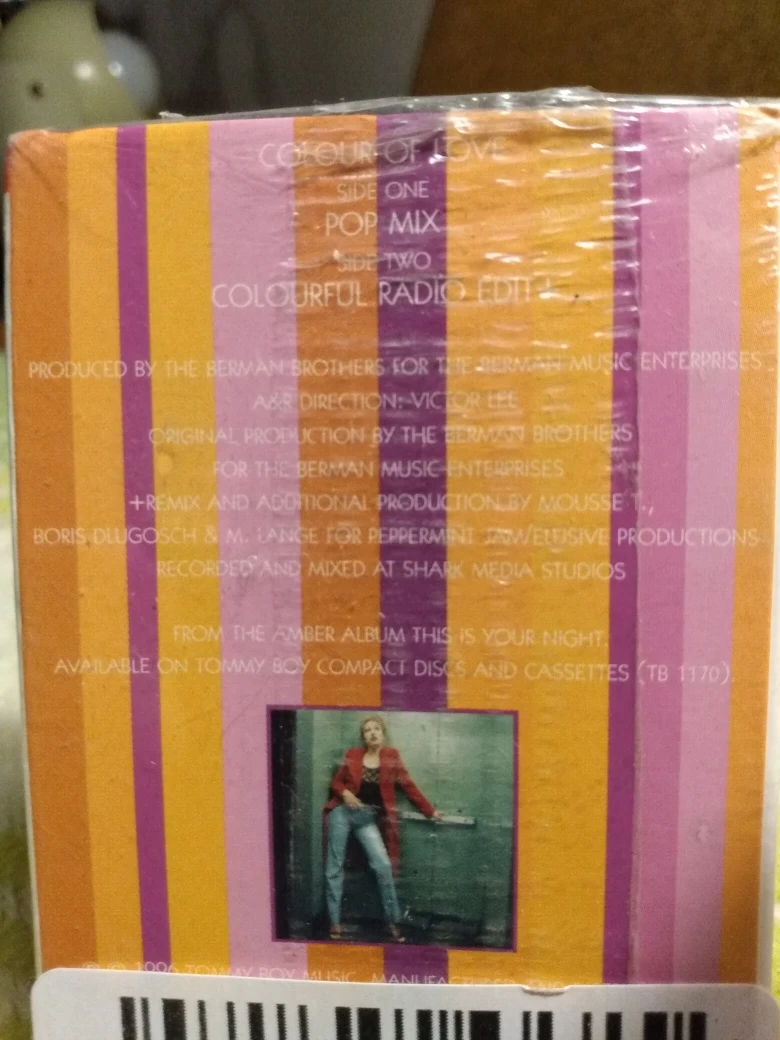 COLOUR OF LOVE
SIDE ONE
POP MIX
SIDE TWO
COLOURFUL RADIO EDIT+
PRODUCED BY THE BERMAN BROTHERS FOR THE BERMAN MUSIC ENTERPRISES
A&R DIRECTION: VICTOR LEE
ORIGINAL PRODUCTION BY THE BERMAN BROTHERS
FOR THE BERMAN MUSIC ENTERPRISES
+REMIX AND ADDITIONAL PRODUCTION BY MOUSSE T.,
BORIS DLUGOSCH & M. LANGE FOR PEPPERMINT JAM/ELUSIVE PRODUCTIONS
RECORDED AND MIXED AT SHARK MEDIA STUDIOS
FROM THE AMBER ALBUM THIS IS YOUR NIGHT.
AVAILABLE ON TOMMY BOY COMPACT DISCS AND CASSETTES (TB 1170).
© ℗ 1996 TOMMY BOY MUSIC. MANUFACTURED